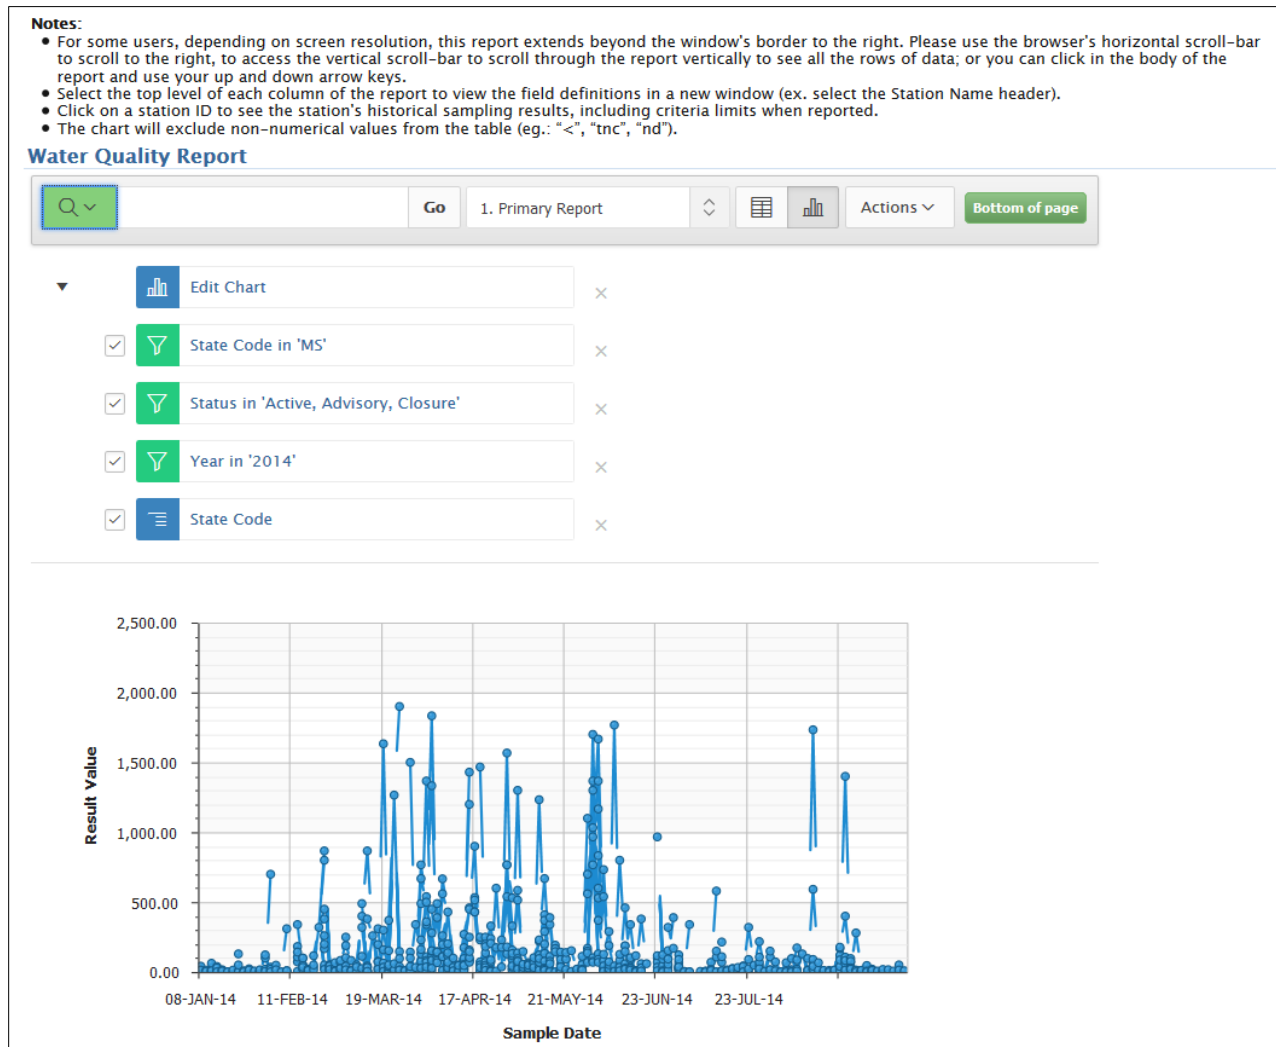 Notes:
• For some users, depending on screen resolution, this report extends beyond the window's border to the right. Please use the browser's horizontal scroll-bar
to scroll to the right, to access the vertical scroll-bar to scroll through the report vertically to see all the rows of data; or you can click in the body of the
report and use your up and down arrow keys.
• Select the top level of each column of the report to view the field definitions in a new window (ex. select the Station Name header).
• Click on a station ID to see the station's historical sampling results, including criteria limits when reported.
• The chart will exclude non-numerical values from the table (eg.: “<”, “tnc”, “nd”).
Water Quality Report
Go 1. Primary Report Actions Bottom of page
Edit Chart
State Code in 'MS'
Status in 'Active, Advisory, Closure'
Year in '2014'
State Code
2,500.00
2,000.00
1,500.00
1,000.00
500.00
0.00
Result Value
08-JAN-14 11-FEB-14 19-MAR-14 17-APR-14 21-MAY-14 23-JUN-14 23-JUL-14
Sample Date